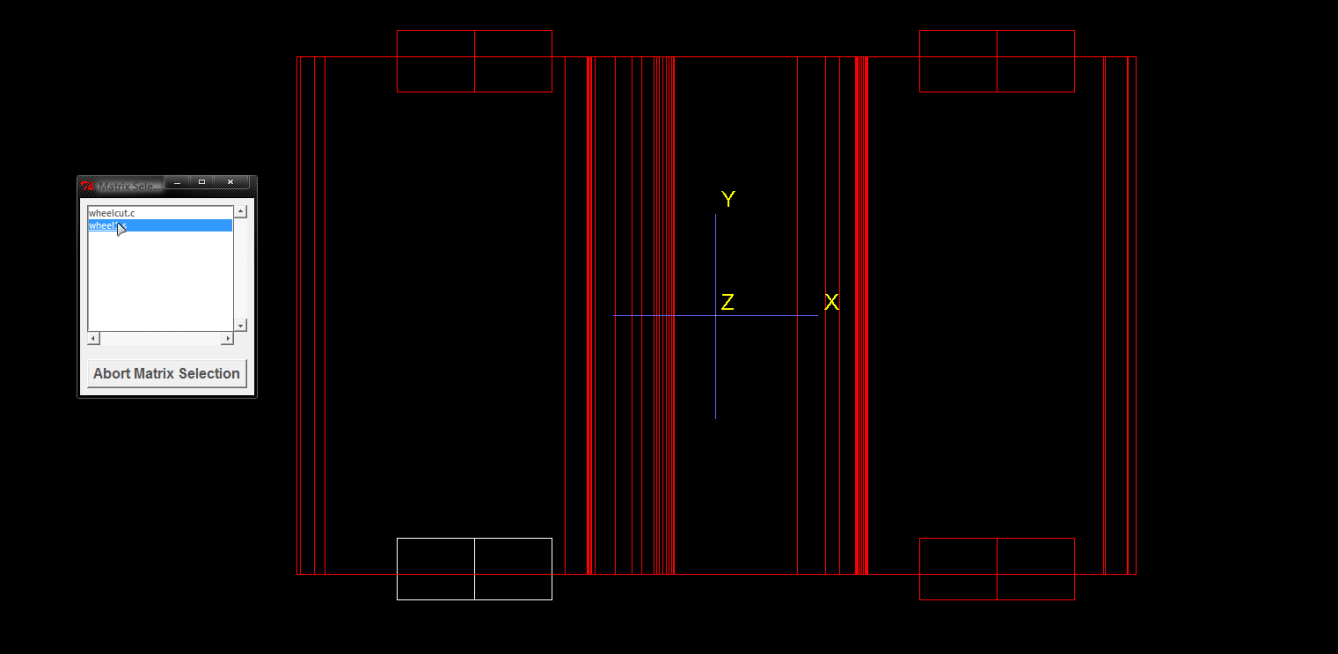 Matrix Sele...
wheelcut.c
Y
Z
X
Abort Matrix Selection